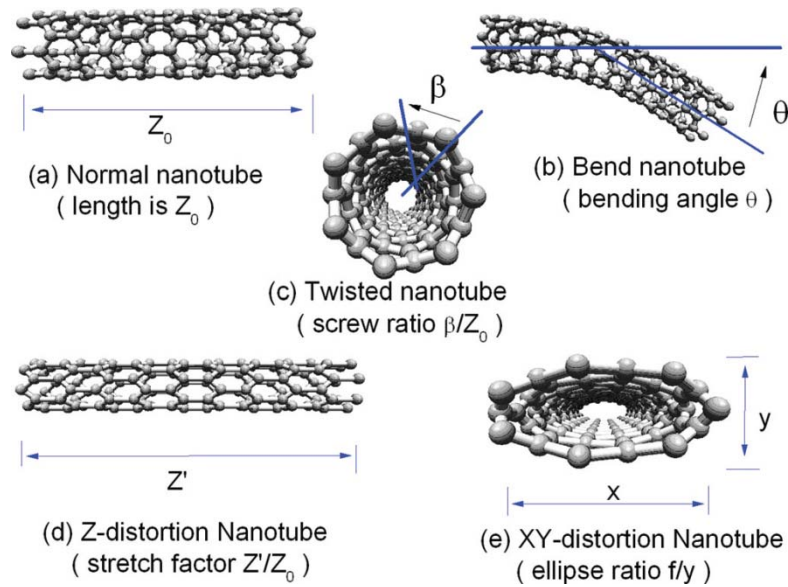 Z₀
(a) Normal nanotube
( length is Z₀ )
θ
(b) Bend nanotube
( bending angle θ )
β
(c) Twisted nanotube
( screw ratio β/Z₀ )
Z'
(d) Z-distortion Nanotube
( stretch factor Z'/Z₀ )
y
x
(e) XY-distortion Nanotube
( ellipse ratio f/y )